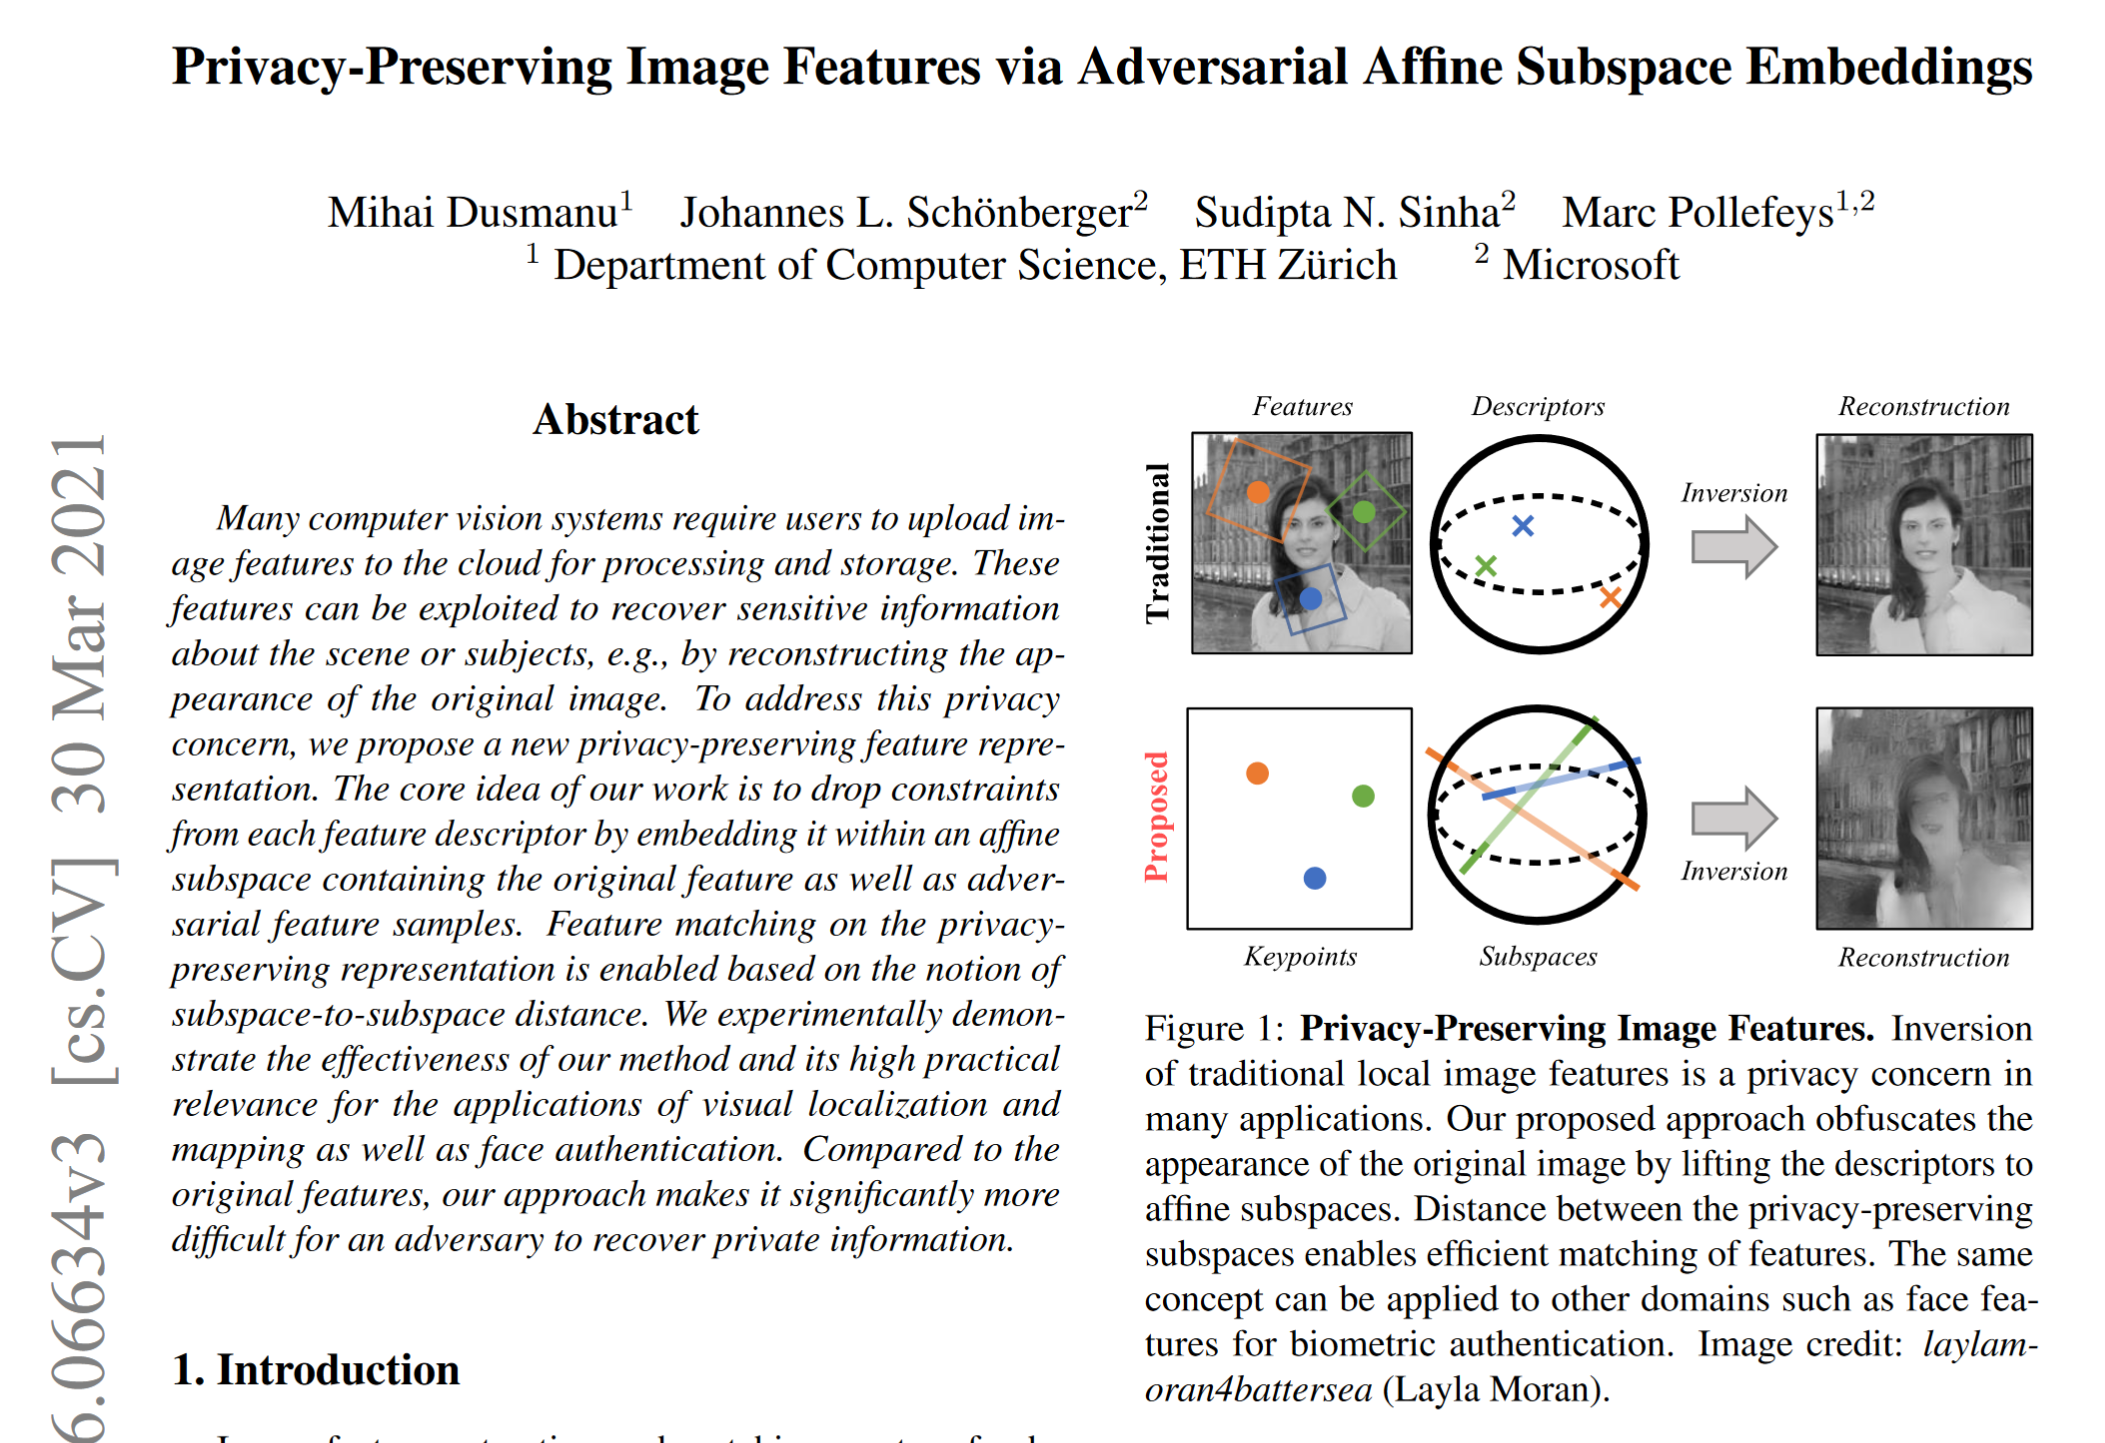 Privacy-Preserving Image Features via Adversarial Affine Subspace Embeddings
Mihai Dusmanu1 Johannes L. Schönberger2 Sudipta N. Sinha2 Marc Pollefeys1,2
1 Department of Computer Science, ETH Zürich 2 Microsoft
6.06634v3 [cs.CV] 30 Mar 2021
Abstract
Many computer vision systems require users to upload im-
age features to the cloud for processing and storage. These
features can be exploited to recover sensitive information
about the scene or subjects, e.g., by reconstructing the ap-
pearance of the original image. To address this privacy
concern, we propose a new privacy-preserving feature repre-
sentation. The core idea of our work is to drop constraints
from each feature descriptor by embedding it within an affine
subspace containing the original feature as well as adver-
sarial feature samples. Feature matching on the privacy-
preserving representation is enabled based on the notion of
subspace-to-subspace distance. We experimentally demon-
strate the effectiveness of our method and its high practical
relevance for the applications of visual localization and
mapping as well as face authentication. Compared to the
original features, our approach makes it significantly more
difficult for an adversary to recover private information.
1. Introduction
Features Descriptors Reconstruction
Traditional
Inversion
Proposed
Inversion
Keypoints Subspaces Reconstruction
Figure 1: Privacy-Preserving Image Features. Inversion
of traditional local image features is a privacy concern in
many applications. Our proposed approach obfuscates the
appearance of the original image by lifting the descriptors to
affine subspaces. Distance between the privacy-preserving
subspaces enables efficient matching of features. The same
concept can be applied to other domains such as face fea-
tures for biometric authentication. Image credit: laylam-
oran4battersea (Layla Moran).